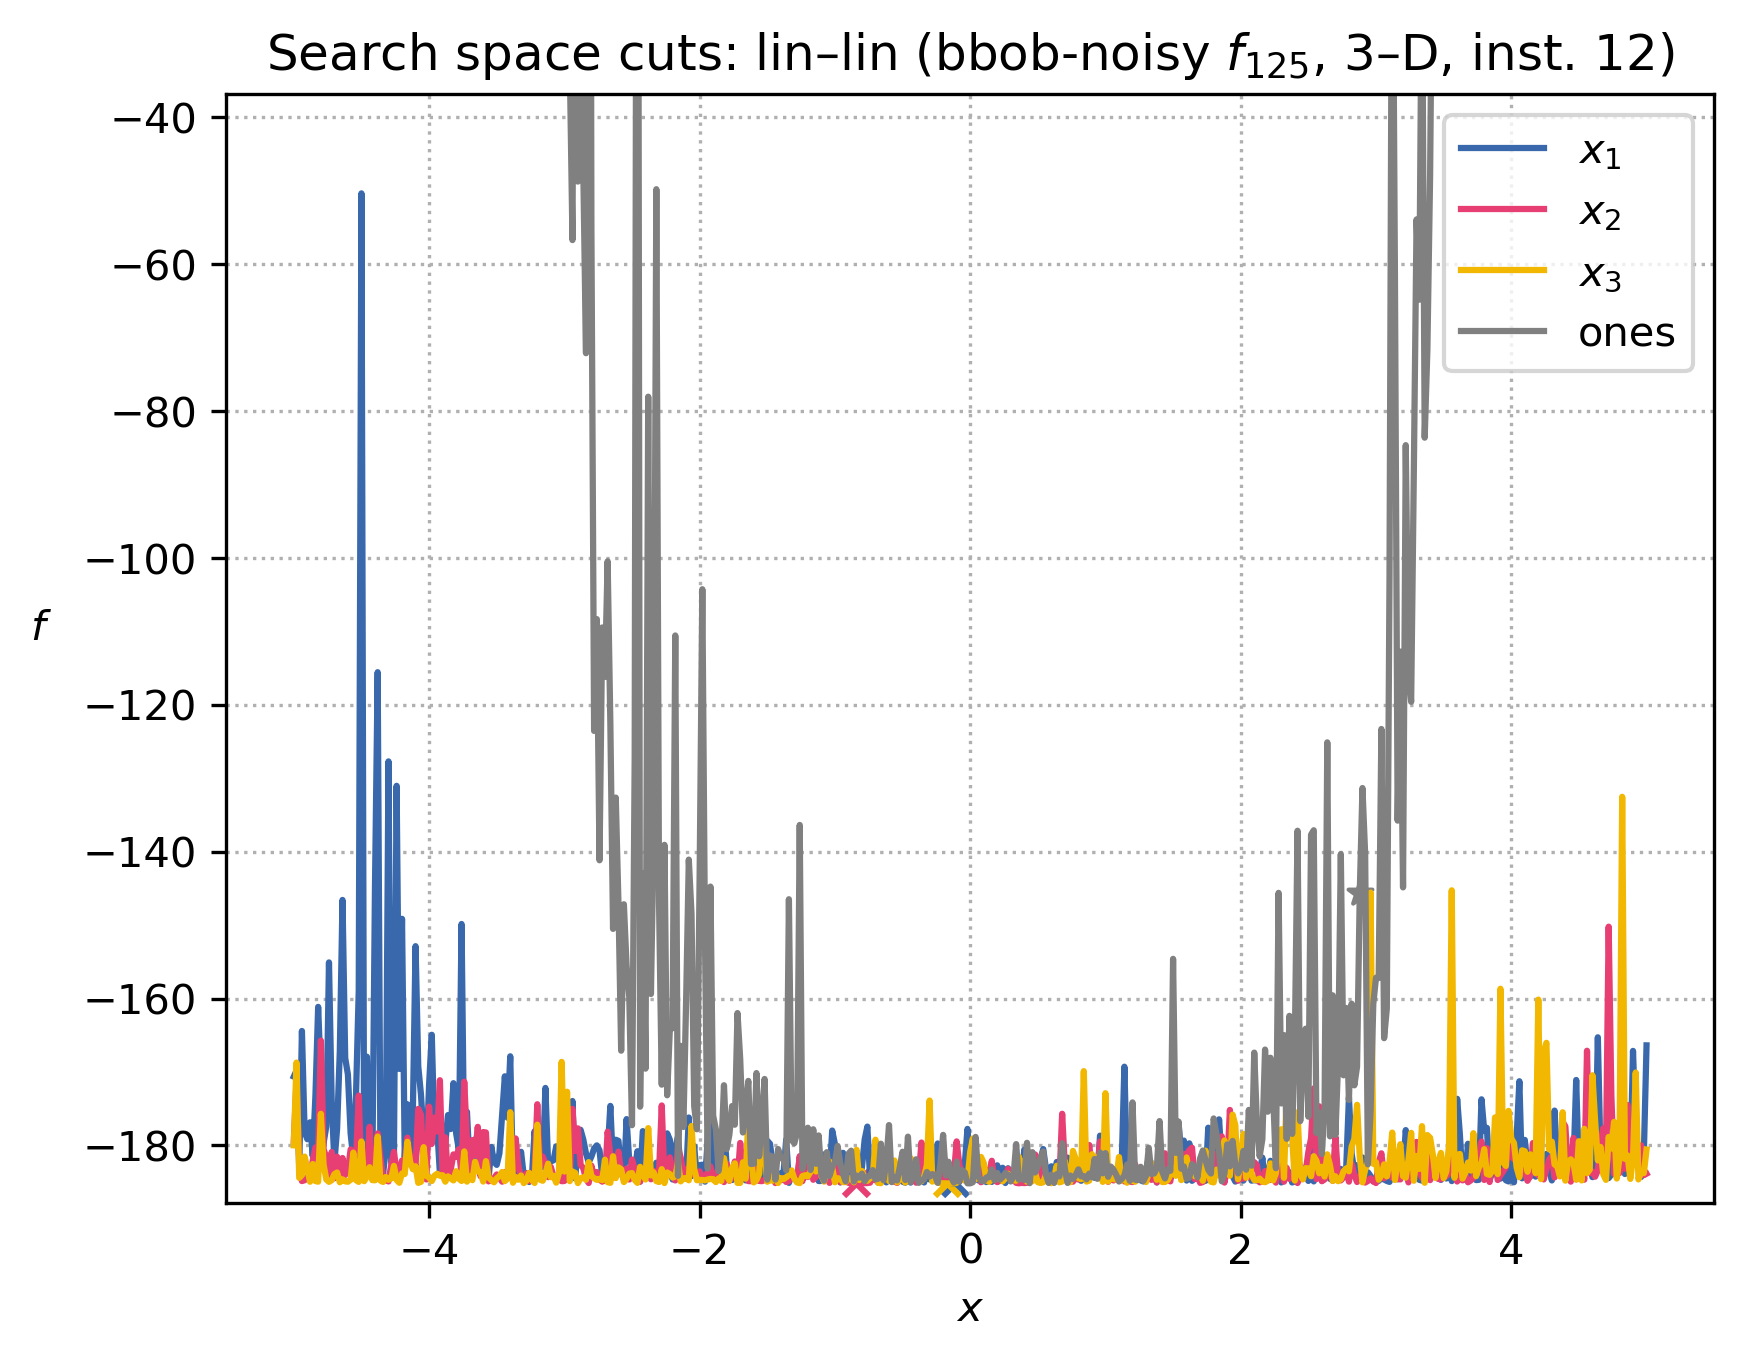 Search space cuts: lin–lin (bbob-noisy f₁₂₅, 3–D, inst. 12)
−40
−60
−80
−100
−120
−140
−160
−180
f
x₁
x₂
x₃
ones
−4
−2
0
2
4
x